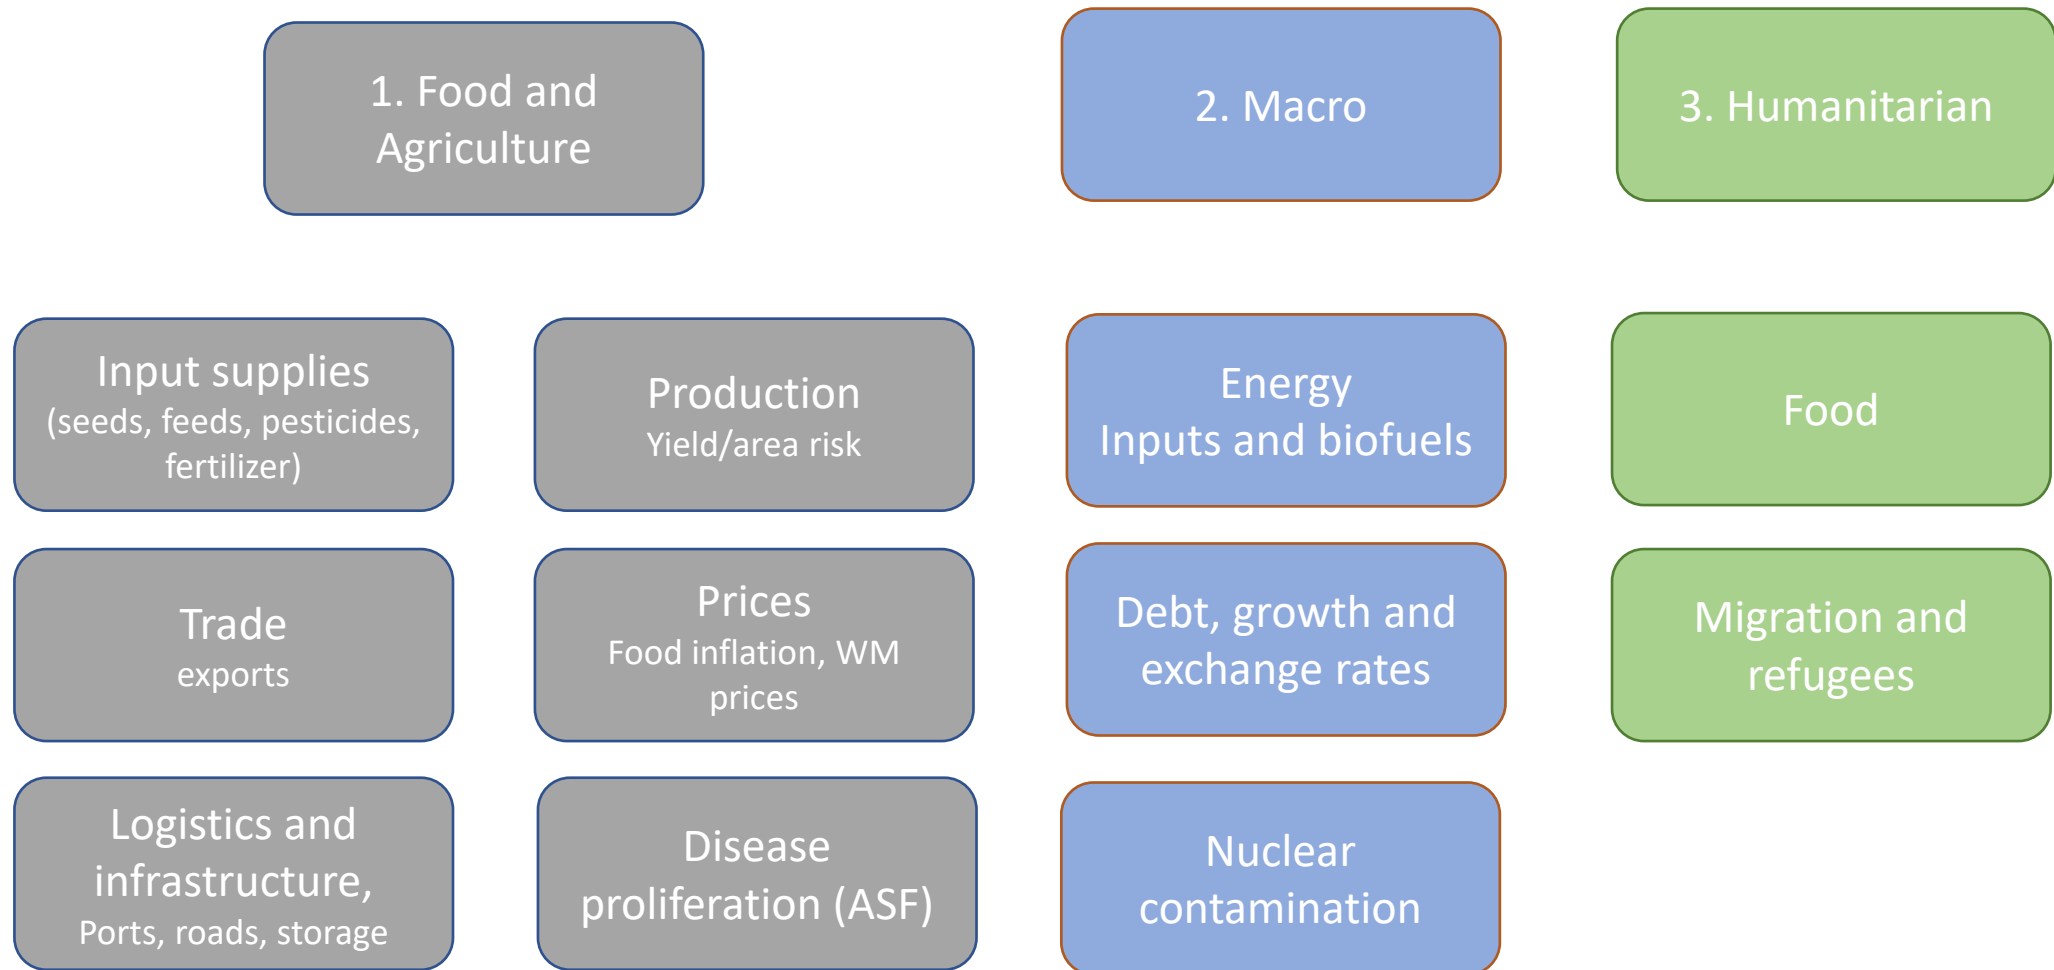 1. Food and
Agriculture
2. Macro
3. Humanitarian
Input supplies
(seeds, feeds, pesticides,
fertilizer)
Production
Yield/area risk
Energy
Inputs and biofuels
Food
Trade
exports
Prices
Food inflation, WM
prices
Debt, growth and
exchange rates
Migration and
refugees
Logistics and
infrastructure,
Ports, roads, storage
Disease
proliferation (ASF)
Nuclear
contamination